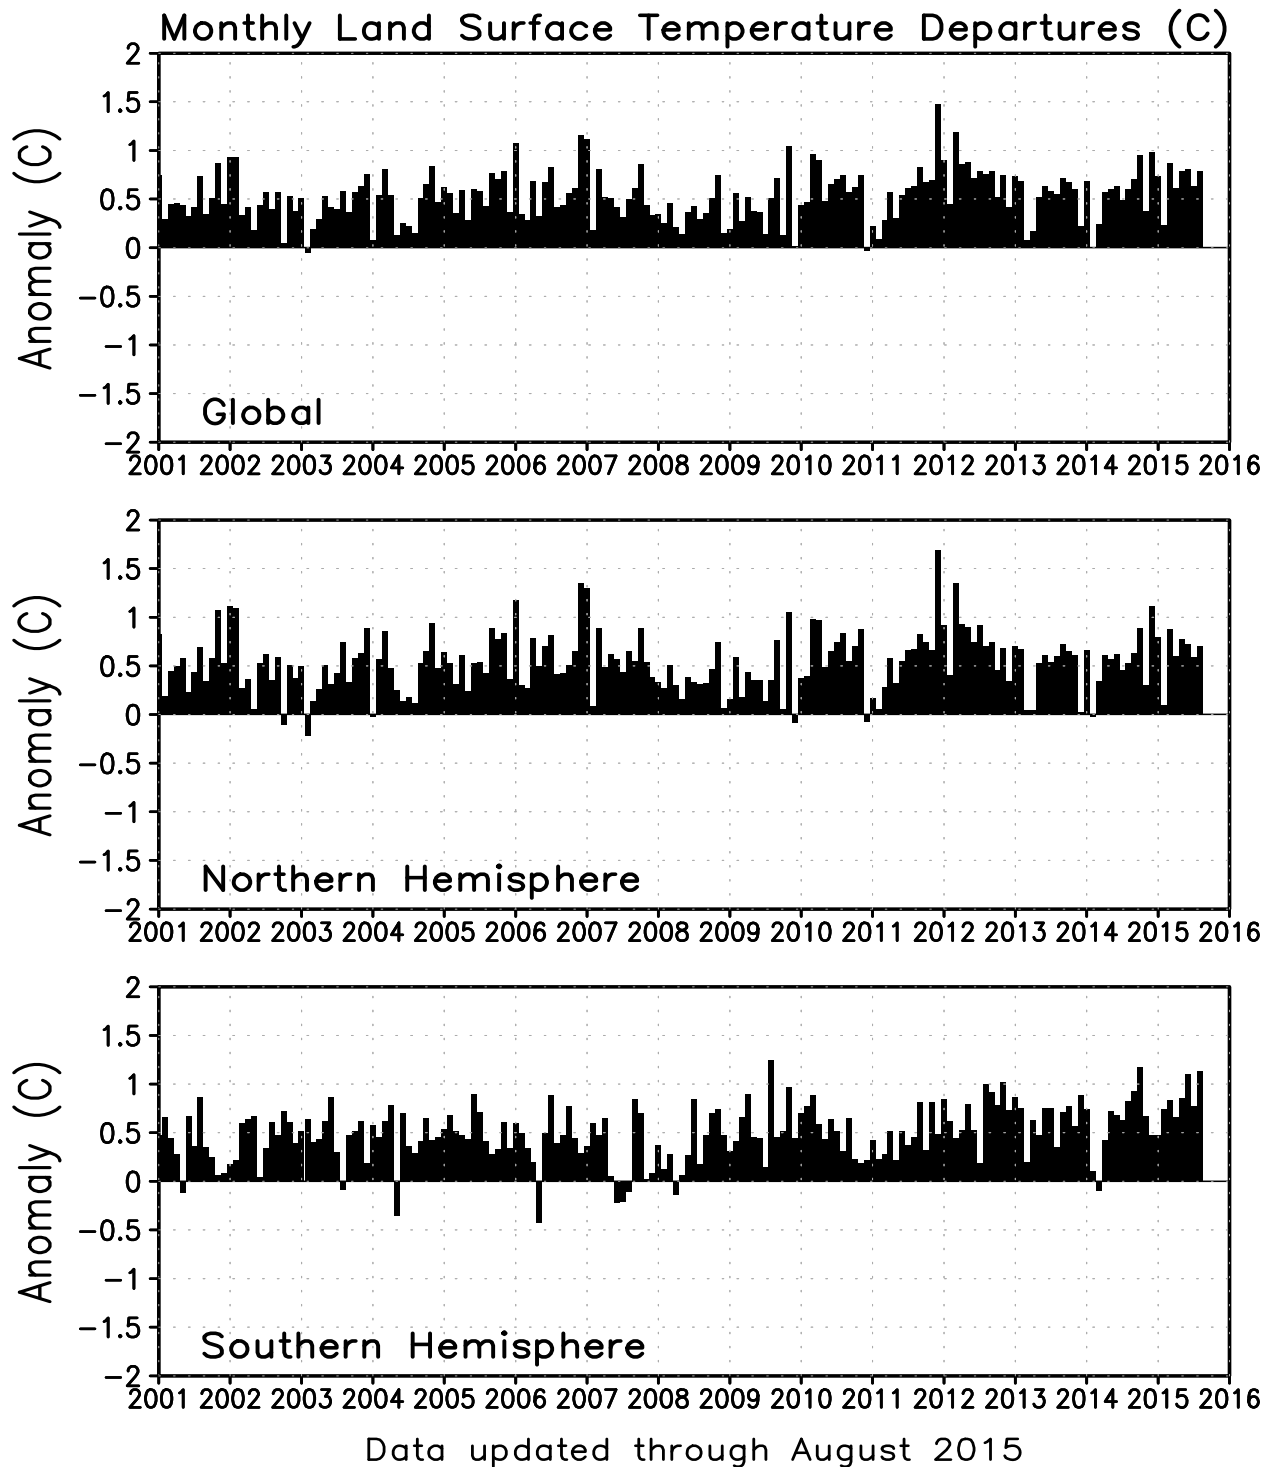 Monthly Land Surface Temperature Departures (C)
Anomaly (C)
2
1.5
1
0.5
0
−0.5
−1
−1.5
−2
Global
2001 2002 2003 2004 2005 2006 2007 2008 2009 2010 2011 2012 2013 2014 2015 2016
Anomaly (C)
2
1.5
1
0.5
0
−0.5
−1
−1.5
−2
Northern Hemisphere
2001 2002 2003 2004 2005 2006 2007 2008 2009 2010 2011 2012 2013 2014 2015 2016
Anomaly (C)
2
1.5
1
0.5
0
−0.5
−1
−1.5
−2
Southern Hemisphere
2001 2002 2003 2004 2005 2006 2007 2008 2009 2010 2011 2012 2013 2014 2015 2016
Data updated through August 2015